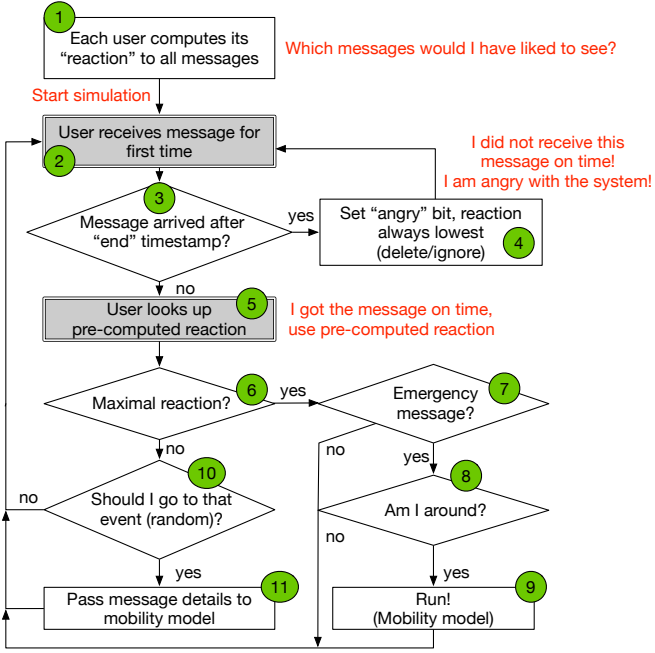 1
Each user computes its
“reaction” to all messages
Which messages would I have liked to see?
Start simulation
User receives message for
first time
2
I did not receive this
message on time!
I am angry with the system!
3
Message arrived after
“end” timestamp?
yes
Set “angry” bit, reaction
always lowest
(delete/ignore)
4
no
5
User looks up
pre-computed reaction
I got the message on time,
use pre-computed reaction
6
Maximal reaction?
yes
7
Emergency
message?
no
no
yes
10
Should I go to that
event (random)?
no
8
Am I around?
no
yes
yes
11
Pass message details to
mobility model
9
Run!
(Mobility model)